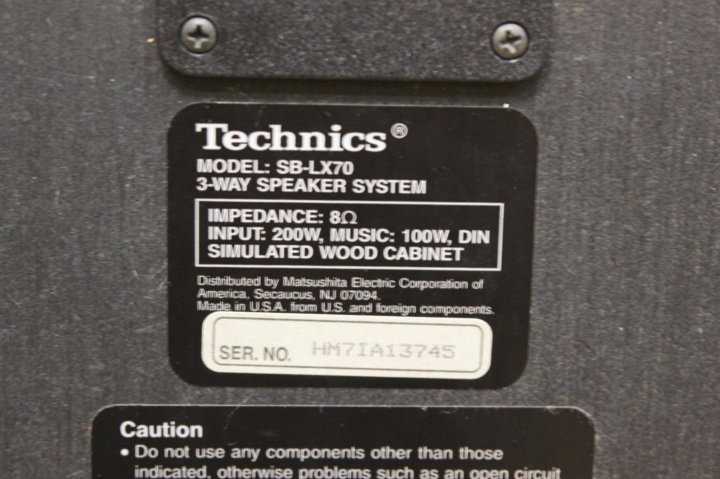 Technics®
MODEL: SB-LX70
3-WAY SPEAKER SYSTEM
IMPEDANCE: 8Ω
INPUT: 200W, MUSIC: 100W, DIN
SIMULATED WOOD CABINET
Distributed by Matsushita Electric Corporation of
America, Secaucus, NJ 07094.
Made in U.S.A. from U.S. and foreign components.
SER. NO. HM7IA13745
Caution
• Do not use any components other than those
indicated, otherwise problems such as an open circuit